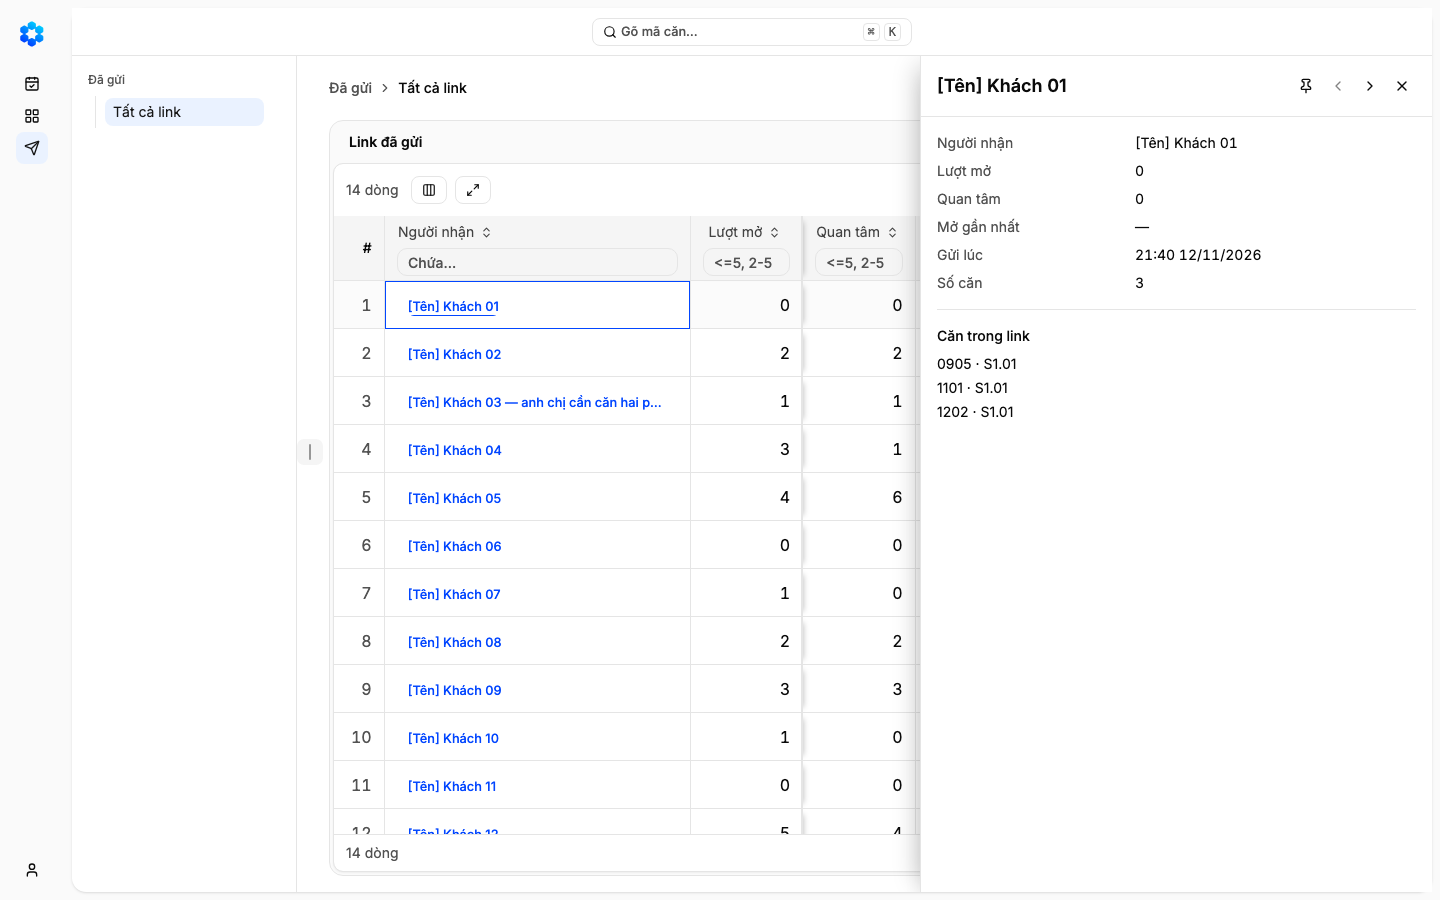 Gõ mã căn...
⌘ K
Đã gửi
Tất cả link
Đã gửi > Tất cả link
Link đã gửi
14 dòng
# Người nhận Lượt mở Quan tâm
Chứa... <=5, 2-5 <=5, 2-5
1 [Tên] Khách 01 0 0
2 [Tên] Khách 02 2 2
3 [Tên] Khách 03 — anh chị cần căn hai p... 1 1
4 [Tên] Khách 04 3 1
5 [Tên] Khách 05 4 6
6 [Tên] Khách 06 0 0
7 [Tên] Khách 07 1 0
8 [Tên] Khách 08 2 2
9 [Tên] Khách 09 3 3
10 [Tên] Khách 10 1 0
11 [Tên] Khách 11 0 0
12 [Tên] Khách 12 5 4
14 dòng
[Tên] Khách 01
Người nhận [Tên] Khách 01
Lượt mở 0
Quan tâm 0
Mở gần nhất —
Gửi lúc 21:40 12/11/2026
Số căn 3
Căn trong link
0905 · S1.01
1101 · S1.01
1202 · S1.01